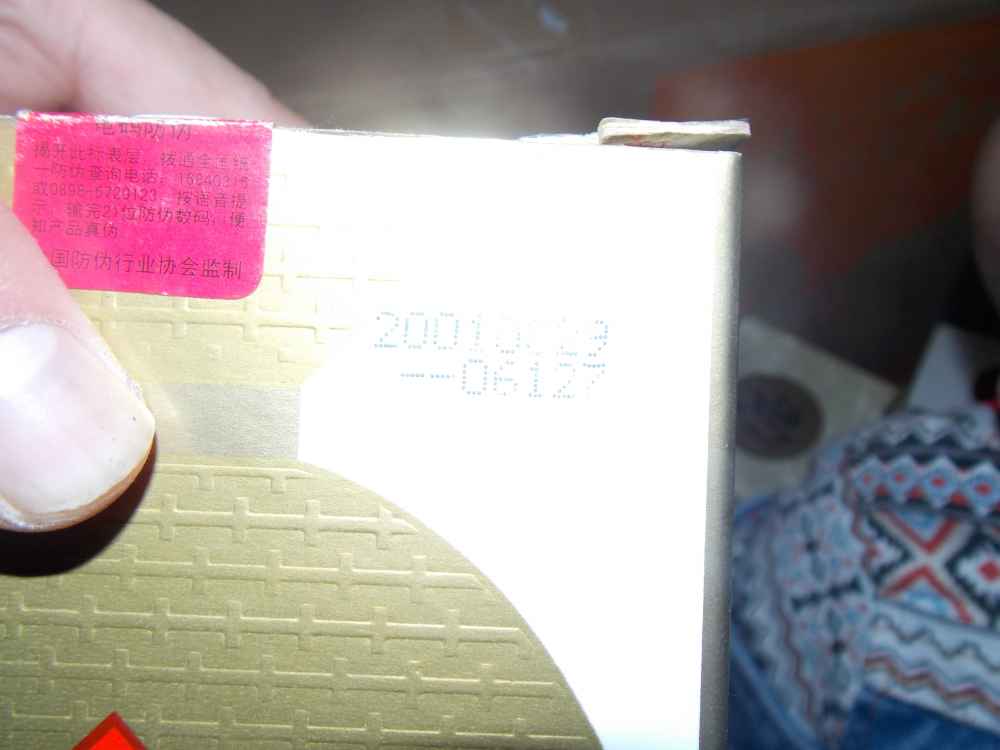 电码防伪
揭开此标表层，拨通全连统
一防伪查询电话：16840315
或0898-5720123，按语音提
示，输完21位防伪数码，便
知产品真伪
国防伪行业协会监制
--06127